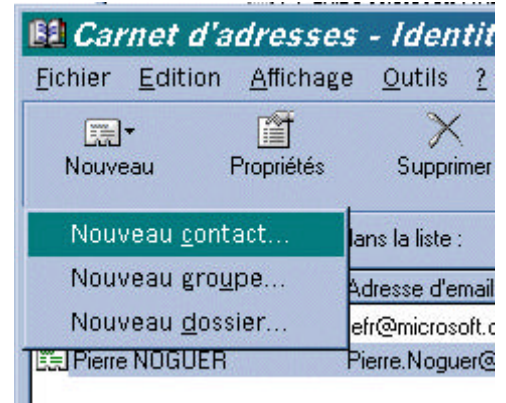 Carnet d'adresses - Identit
Fichier Edition Affichage Outils ?
Nouveau Propriétés Supprimer
Nouveau contact... dans la liste :
Nouveau groupe... Adresse d'email
Nouveau dossier... efr@microsoft.c
Pierre NOGUER Pierre.Noguer@